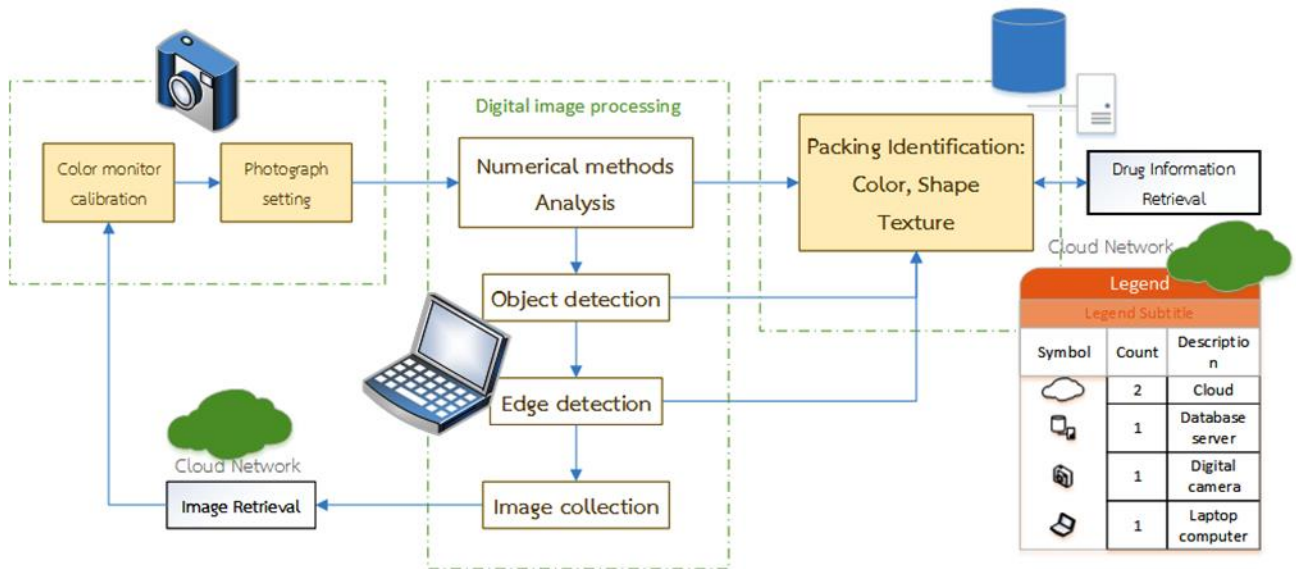 Digital image processing
Color monitor
calibration
Photograph
setting
Numerical methods
Analysis
Packing Identification:
Color, Shape
Texture
Drug Information
Retrieval
Cloud Network
Object detection
Edge detection
Image collection
Cloud Network
Image Retrieval
Legend
Legend Subtitle
Symbol Count Descriptio
n
2 Cloud
1 Database
server
1 Digital
camera
1 Laptop
computer